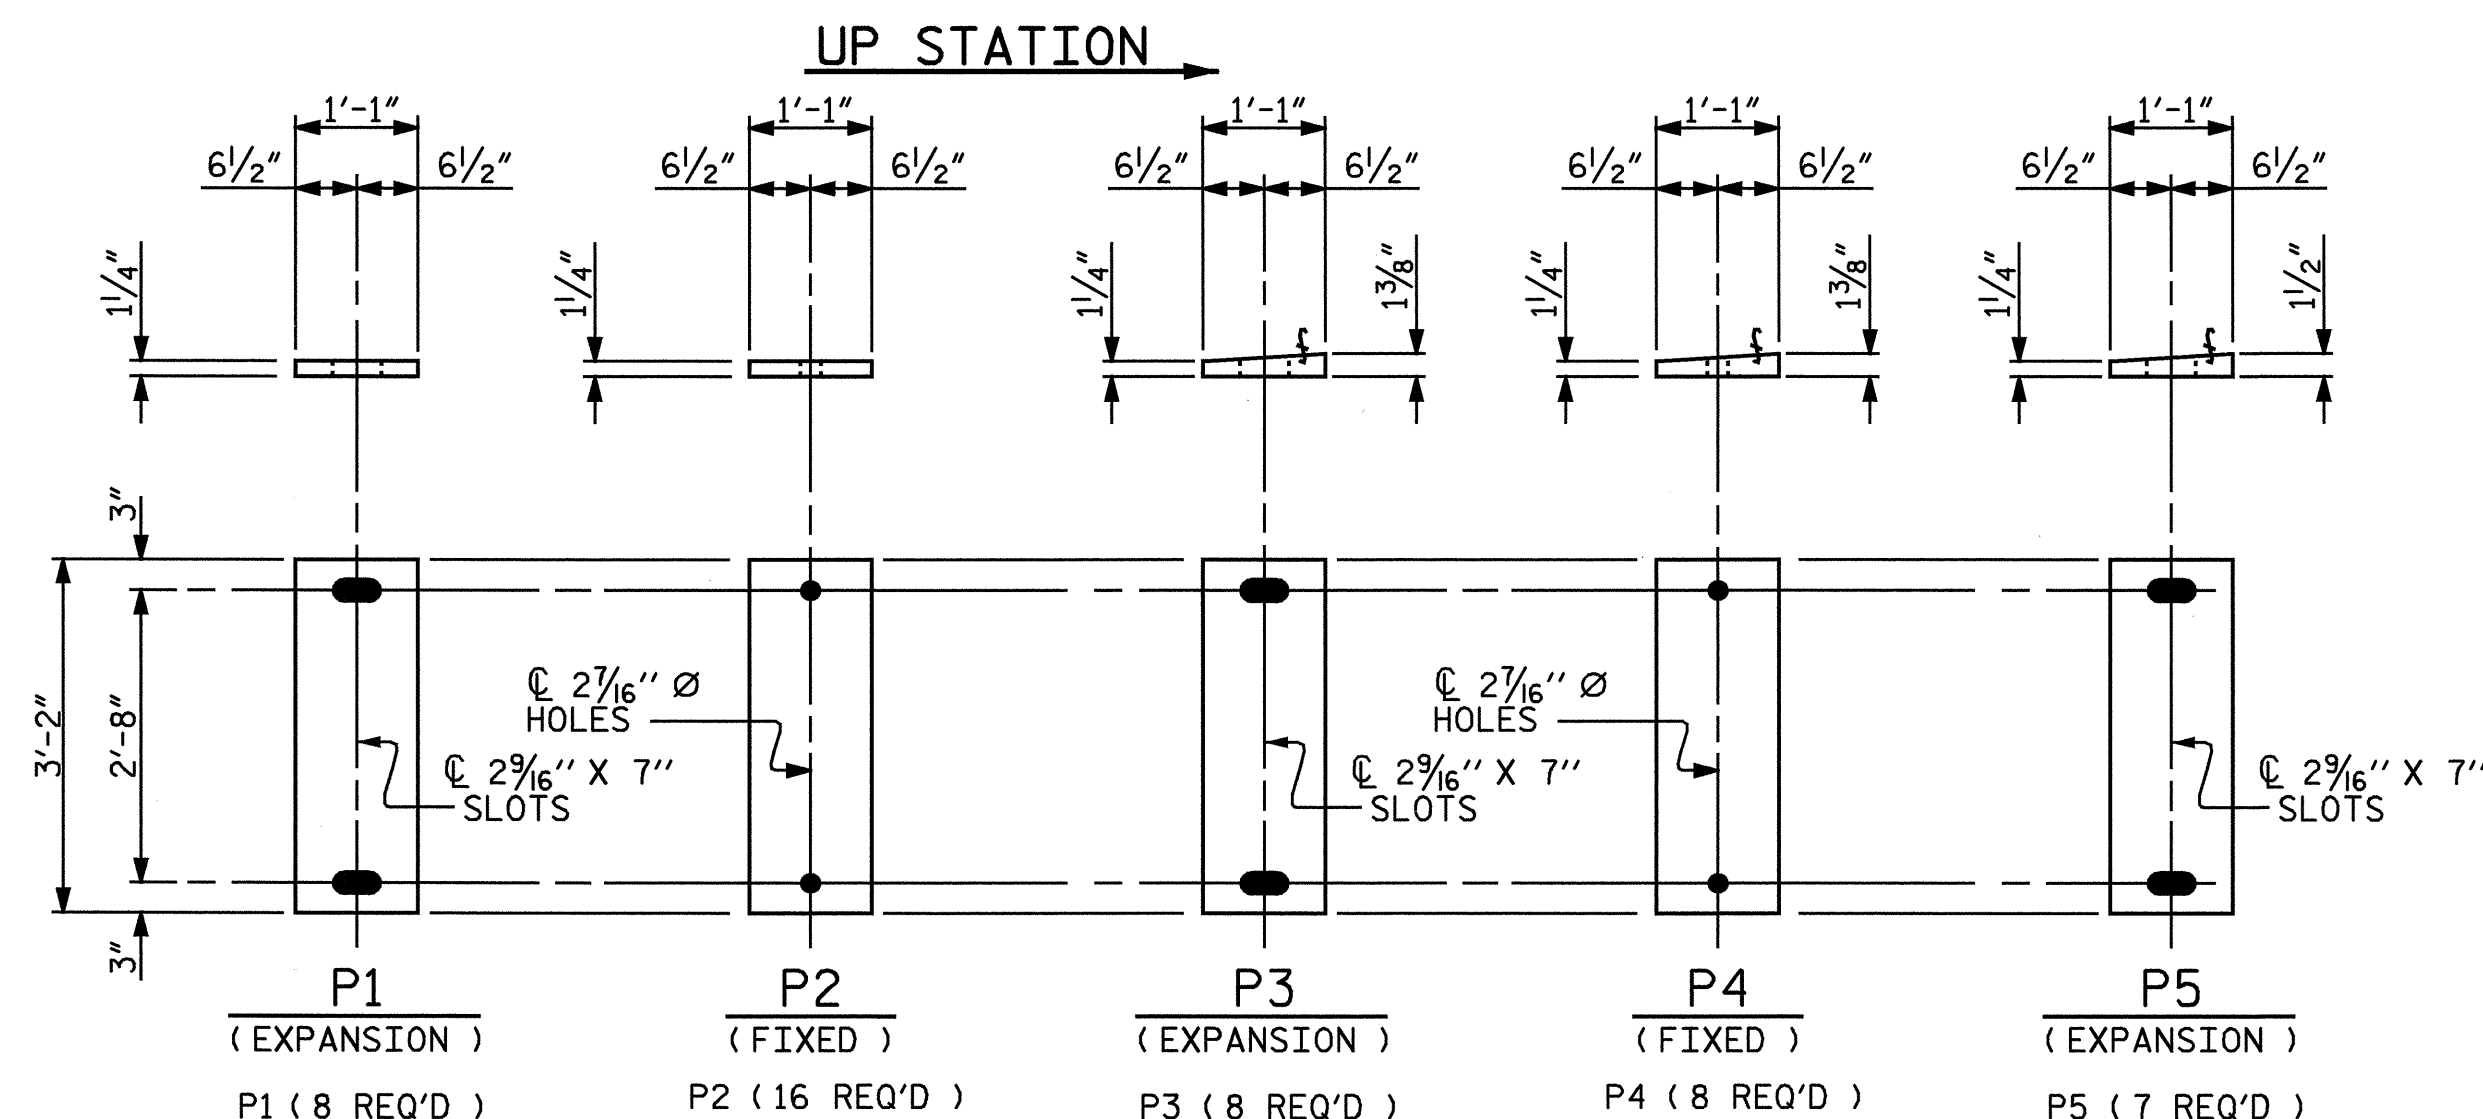 UP STATION
1'-1" 1'-1" 1'-1" 1'-1" 1'-1"
6½" 6½" 6½" 6½" 6½" 6½" 6½" 6½" 6½" 6½"
1¼" 1¼" 1¼" 1⅜" 1¼" 1⅜" 1¼" 1½"
3"
3'-2"
2'-8"
3"
℄ 2⁷⁄₁₆" Ø
HOLES
℄ 2⁷⁄₁₆" Ø
HOLES
℄ 2⁹⁄₁₆" X 7"
SLOTS
℄ 2⁹⁄₁₆" X 7"
SLOTS
℄ 2⁹⁄₁₆" X 7"
SLOTS
P1 P2 P3 P4 P5
( EXPANSION ) ( FIXED ) ( EXPANSION ) ( FIXED ) ( EXPANSION )
P1 ( 8 REQ'D ) P2 ( 16 REQ'D ) P3 ( 8 REQ'D ) P4 ( 8 REQ'D ) P5 ( 7 REQ'D )